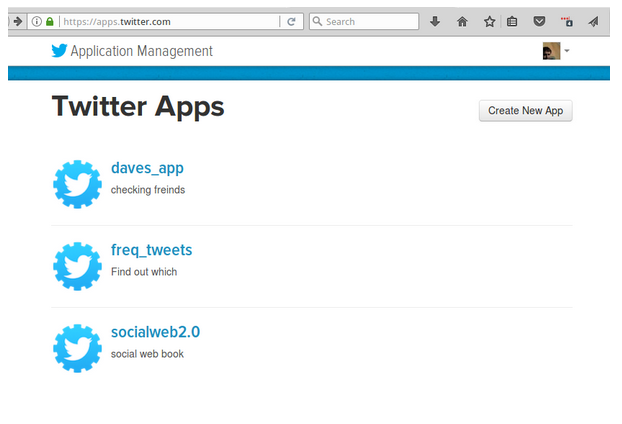 https://apps.twitter.com
Search
Application Management
Twitter Apps
Create New App
daves_app
checking freinds
freq_tweets
Find out which
socialweb2.0
social web book